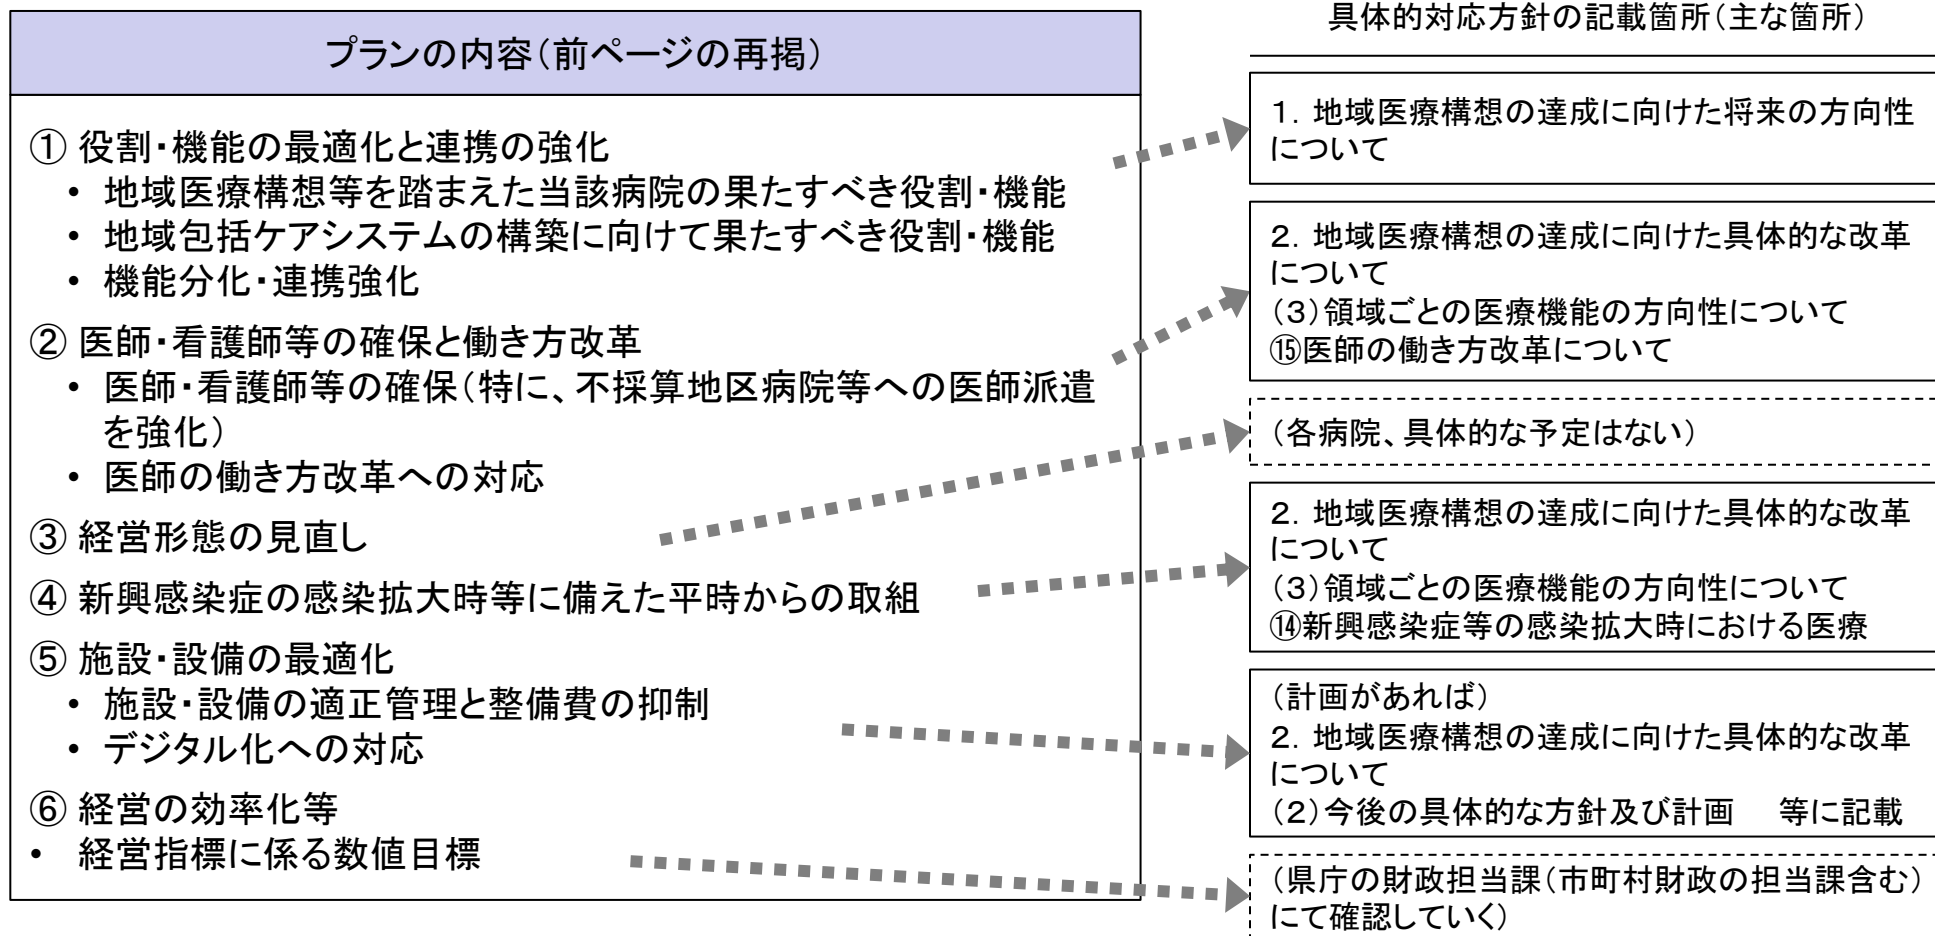 プランの内容（前ページの再掲）
① 役割・機能の最適化と連携の強化
• 地域医療構想等を踏まえた当該病院の果たすべき役割・機能
• 地域包括ケアシステムの構築に向けて果たすべき役割・機能
• 機能分化・連携強化
② 医師・看護師等の確保と働き方改革
• 医師・看護師等の確保（特に、不採算地区病院等への医師派遣
を強化）
• 医師の働き方改革への対応
③ 経営形態の見直し
④ 新興感染症の感染拡大時等に備えた平時からの取組
⑤ 施設・設備の最適化
• 施設・設備の適正管理と整備費の抑制
• デジタル化への対応
⑥ 経営の効率化等
• 経営指標に係る数値目標
具体的対応方針の記載箇所（主な箇所）
１．地域医療構想の達成に向けた将来の方向性
について
２．地域医療構想の達成に向けた具体的な改革
について
（３）領域ごとの医療機能の方向性について
⑮医師の働き方改革について
（各病院、具体的な予定はない）
２．地域医療構想の達成に向けた具体的な改革
について
（３）領域ごとの医療機能の方向性について
⑭新興感染症等の感染拡大時における医療
（計画があれば）
２．地域医療構想の達成に向けた具体的な改革
について
（２）今後の具体的な方針及び計画　等に記載
（県庁の財政担当課（市町村財政の担当課含む）
にて確認していく）